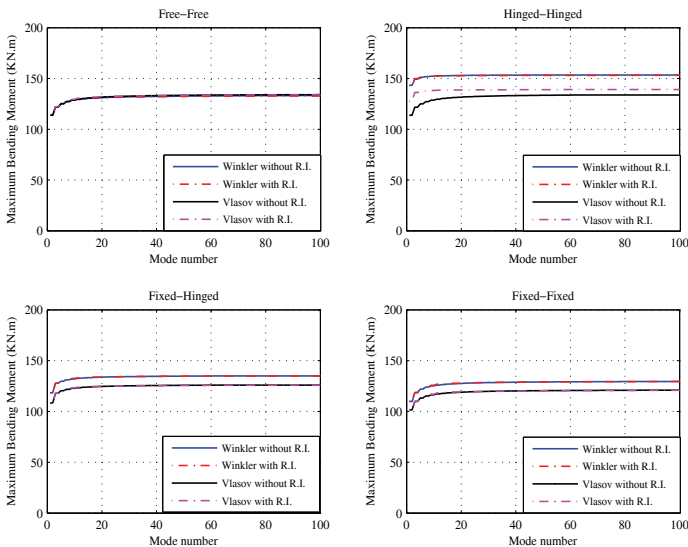 Free−Free
Maximum Bending Moment (KN.m)
200
150
100
50
0
Winkler without R.I.
Winkler with R.I.
Vlasov without R.I.
Vlasov with R.I.
0 20 40 60 80 100
Mode number
Hinged−Hinged
Maximum Bending Moment (KN.m)
200
150
100
50
0
Winkler without R.I.
Winkler with R.I.
Vlasov without R.I.
Vlasov with R.I.
0 20 40 60 80 100
Mode number
Fixed−Hinged
Maximum Bending Moment (KN.m)
200
150
100
50
0
Winkler without R.I.
Winkler with R.I.
Vlasov without R.I.
Vlasov with R.I.
0 20 40 60 80 100
Mode number
Fixed−Fixed
Maximum Bending Moment (KN.m)
200
150
100
50
0
Winkler without R.I.
Winkler with R.I.
Vlasov without R.I.
Vlasov with R.I.
0 20 40 60 80 100
Mode number